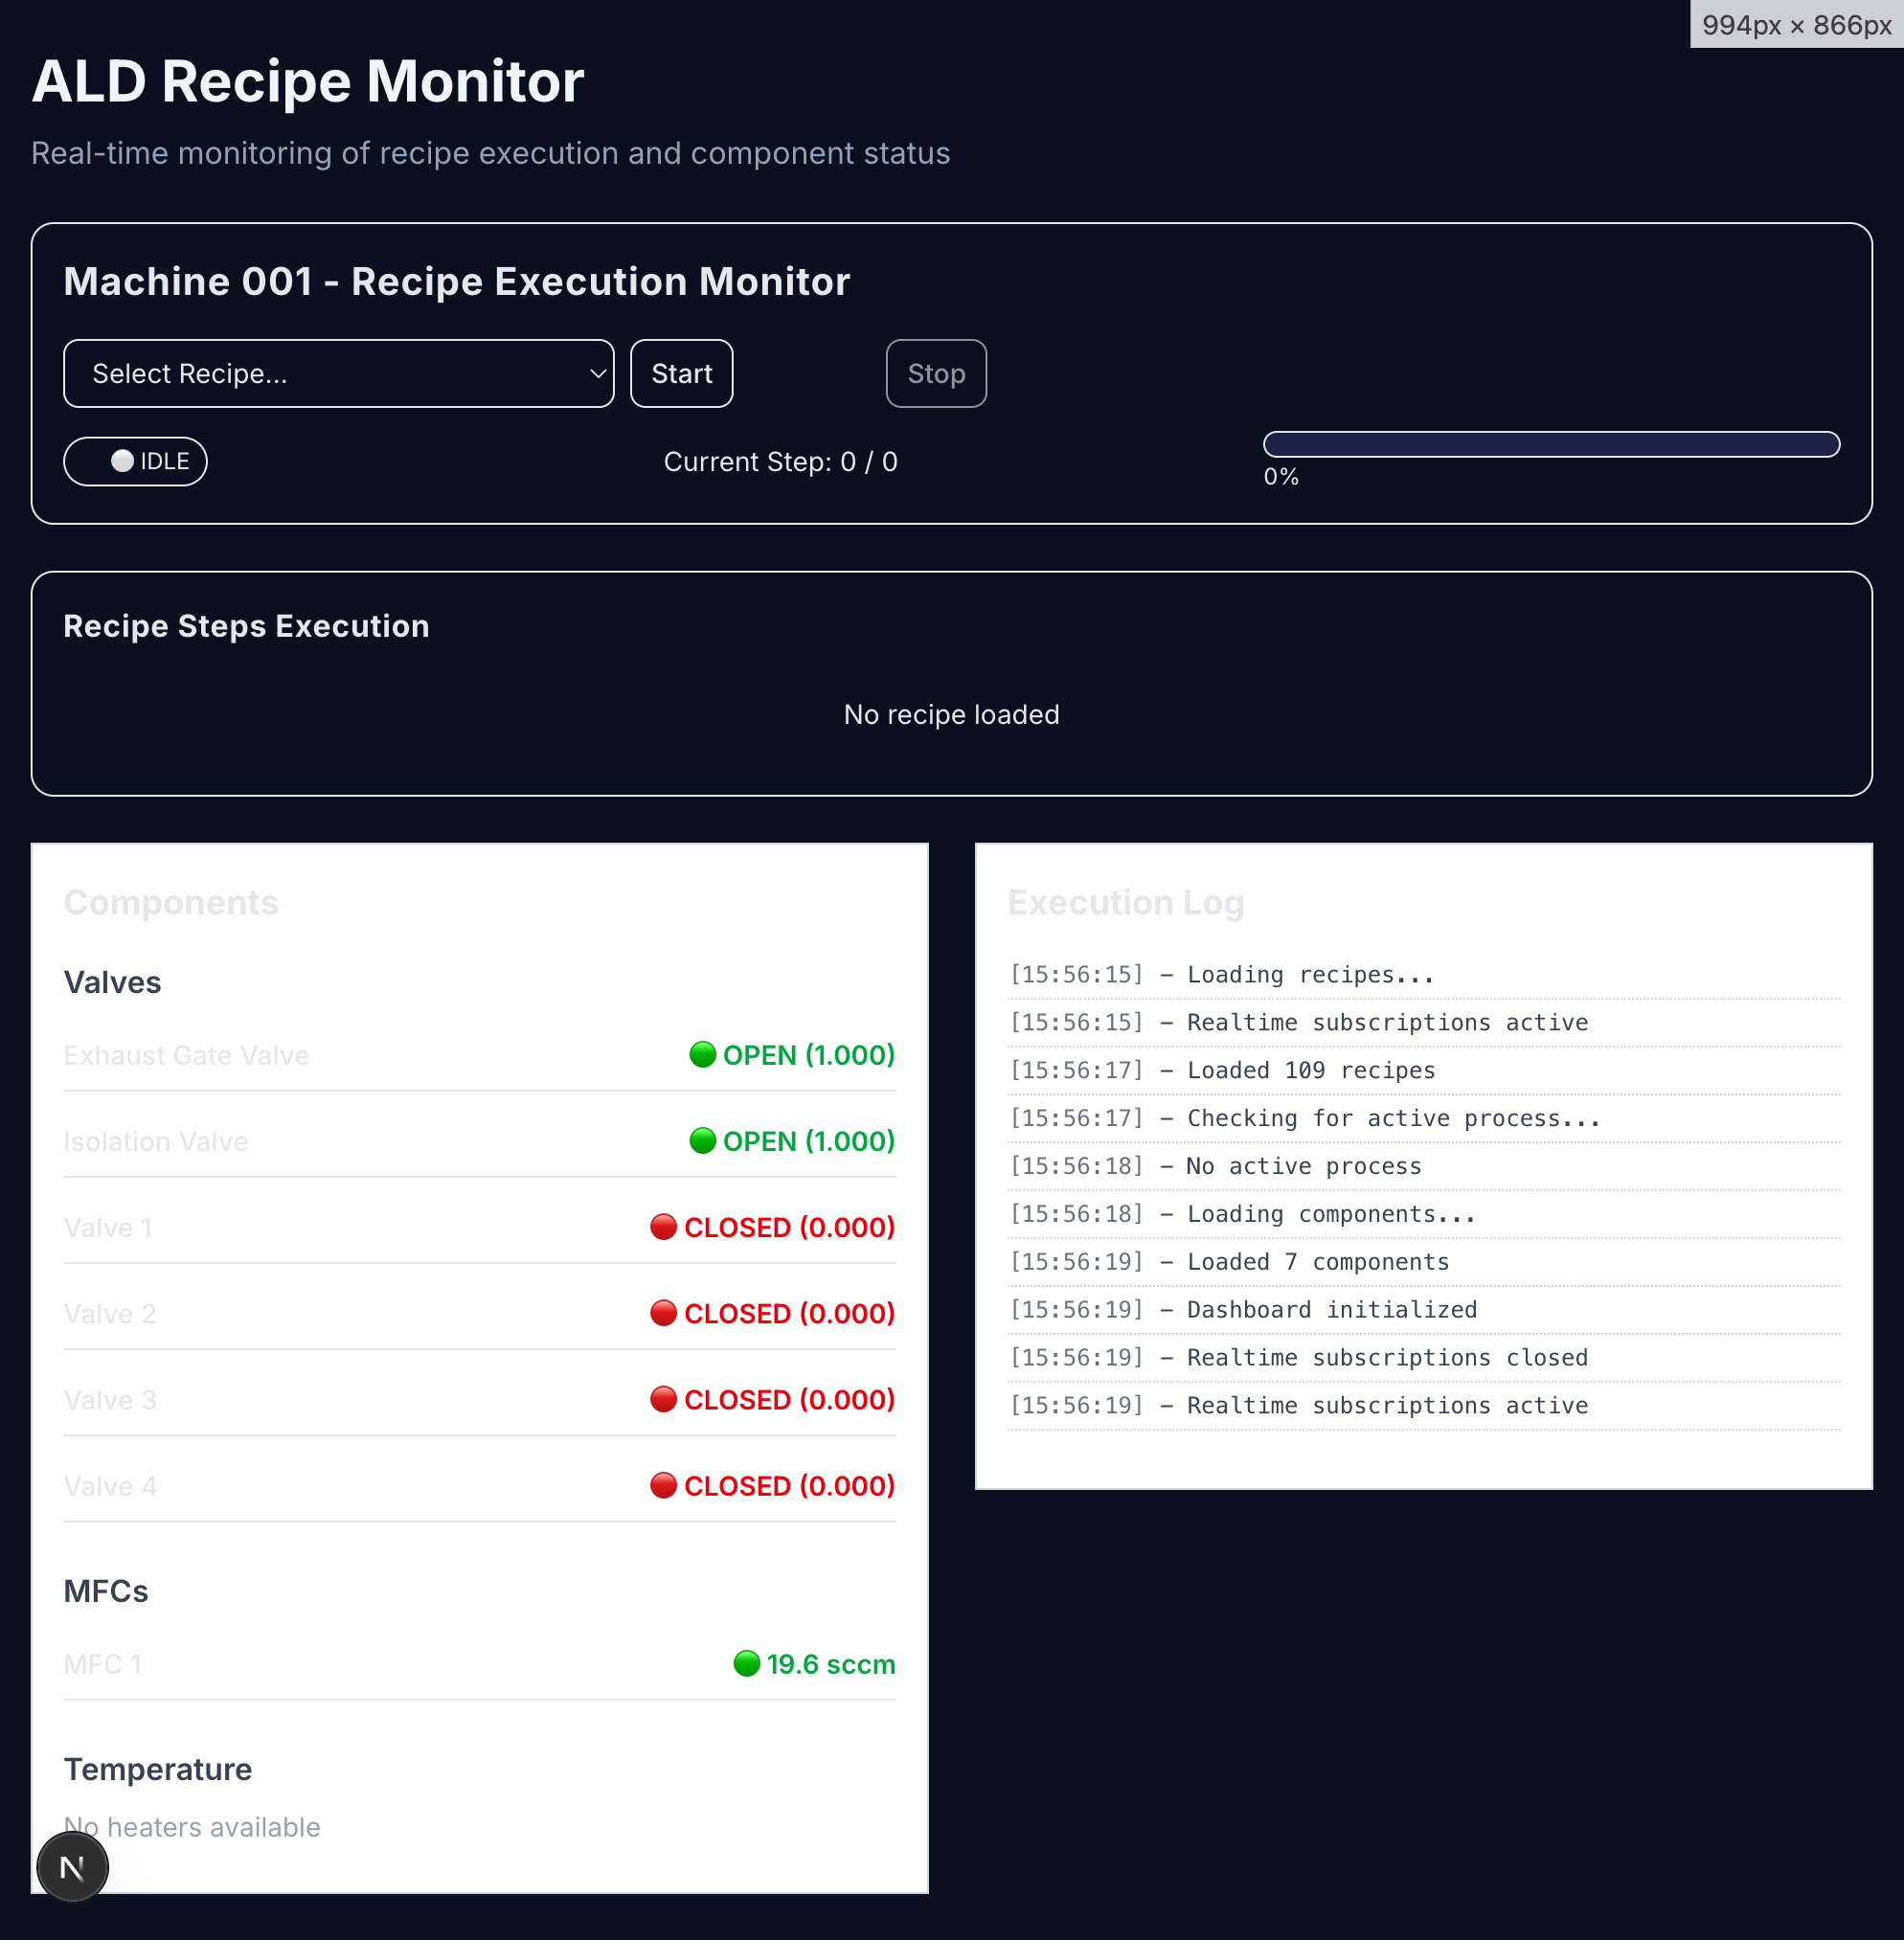 994px × 866px
ALD Recipe Monitor
Real-time monitoring of recipe execution and component status
Machine 001 - Recipe Execution Monitor
Select Recipe...
Start
Stop
IDLE
Current Step: 0 / 0
0%
Recipe Steps Execution
No recipe loaded
Components
Valves
Exhaust Gate Valve
OPEN (1.000)
Isolation Valve
OPEN (1.000)
Valve 1
CLOSED (0.000)
Valve 2
CLOSED (0.000)
Valve 3
CLOSED (0.000)
Valve 4
CLOSED (0.000)
MFCs
MFC 1
19.6 sccm
Temperature
No heaters available
N
Execution Log
[15:56:15] – Loading recipes...
[15:56:15] – Realtime subscriptions active
[15:56:17] – Loaded 109 recipes
[15:56:17] – Checking for active process...
[15:56:18] – No active process
[15:56:18] – Loading components...
[15:56:19] – Loaded 7 components
[15:56:19] – Dashboard initialized
[15:56:19] – Realtime subscriptions closed
[15:56:19] – Realtime subscriptions active